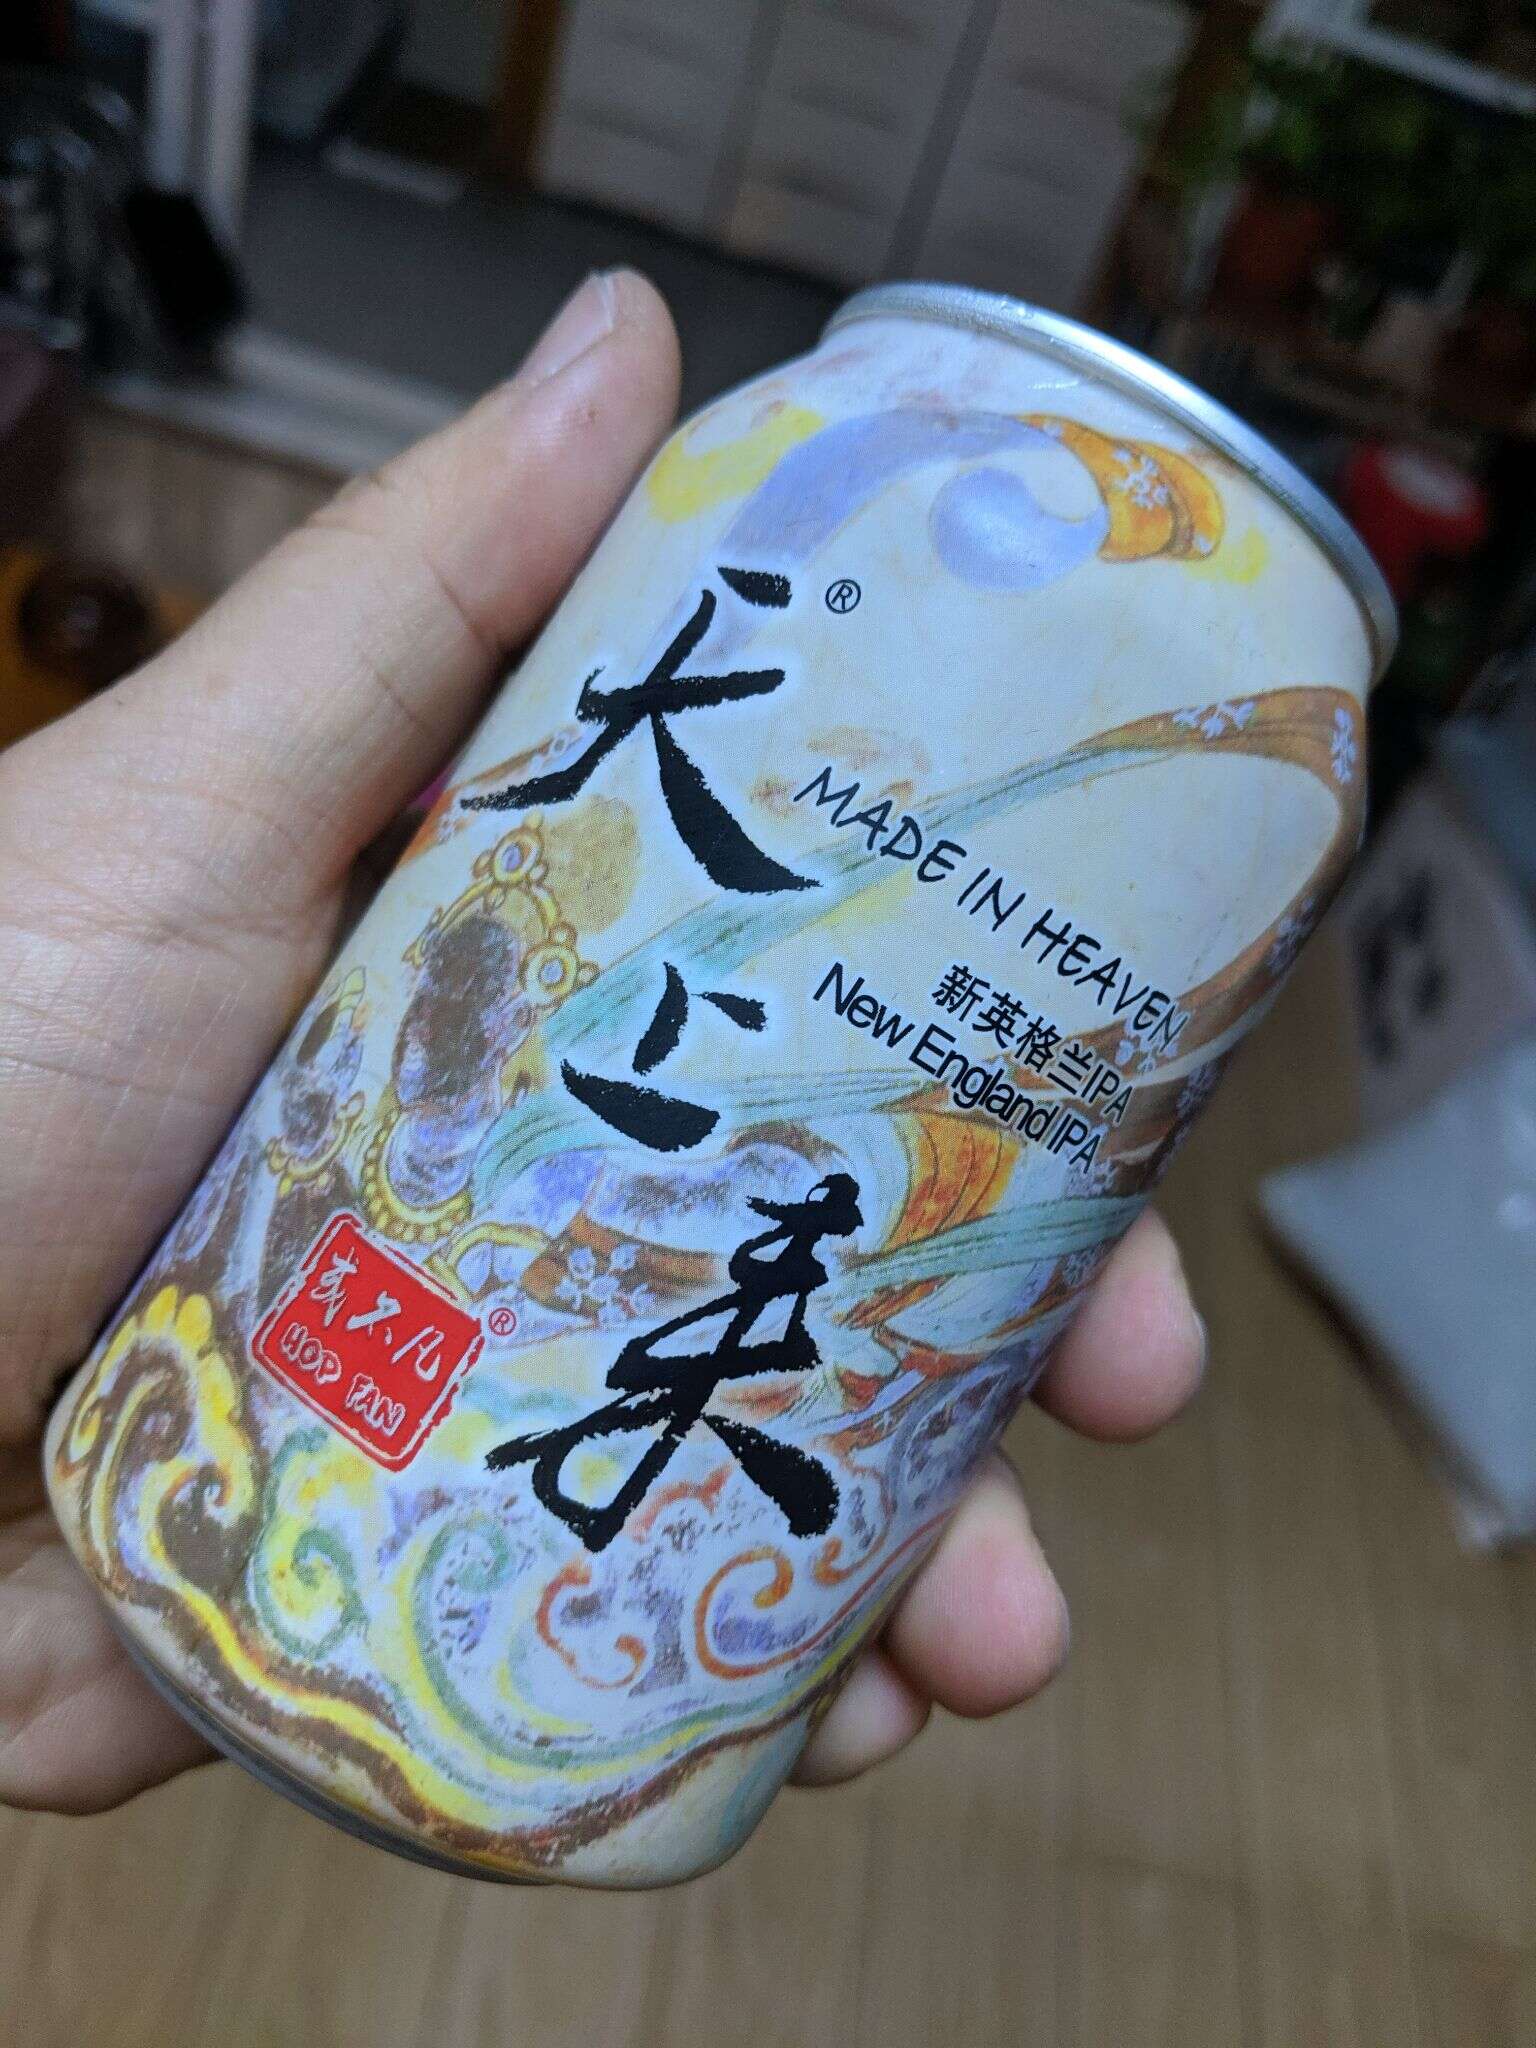 天上来®
MADE IN HEAVEN
新英格兰IPA
New England IPA
HOP FAN
®